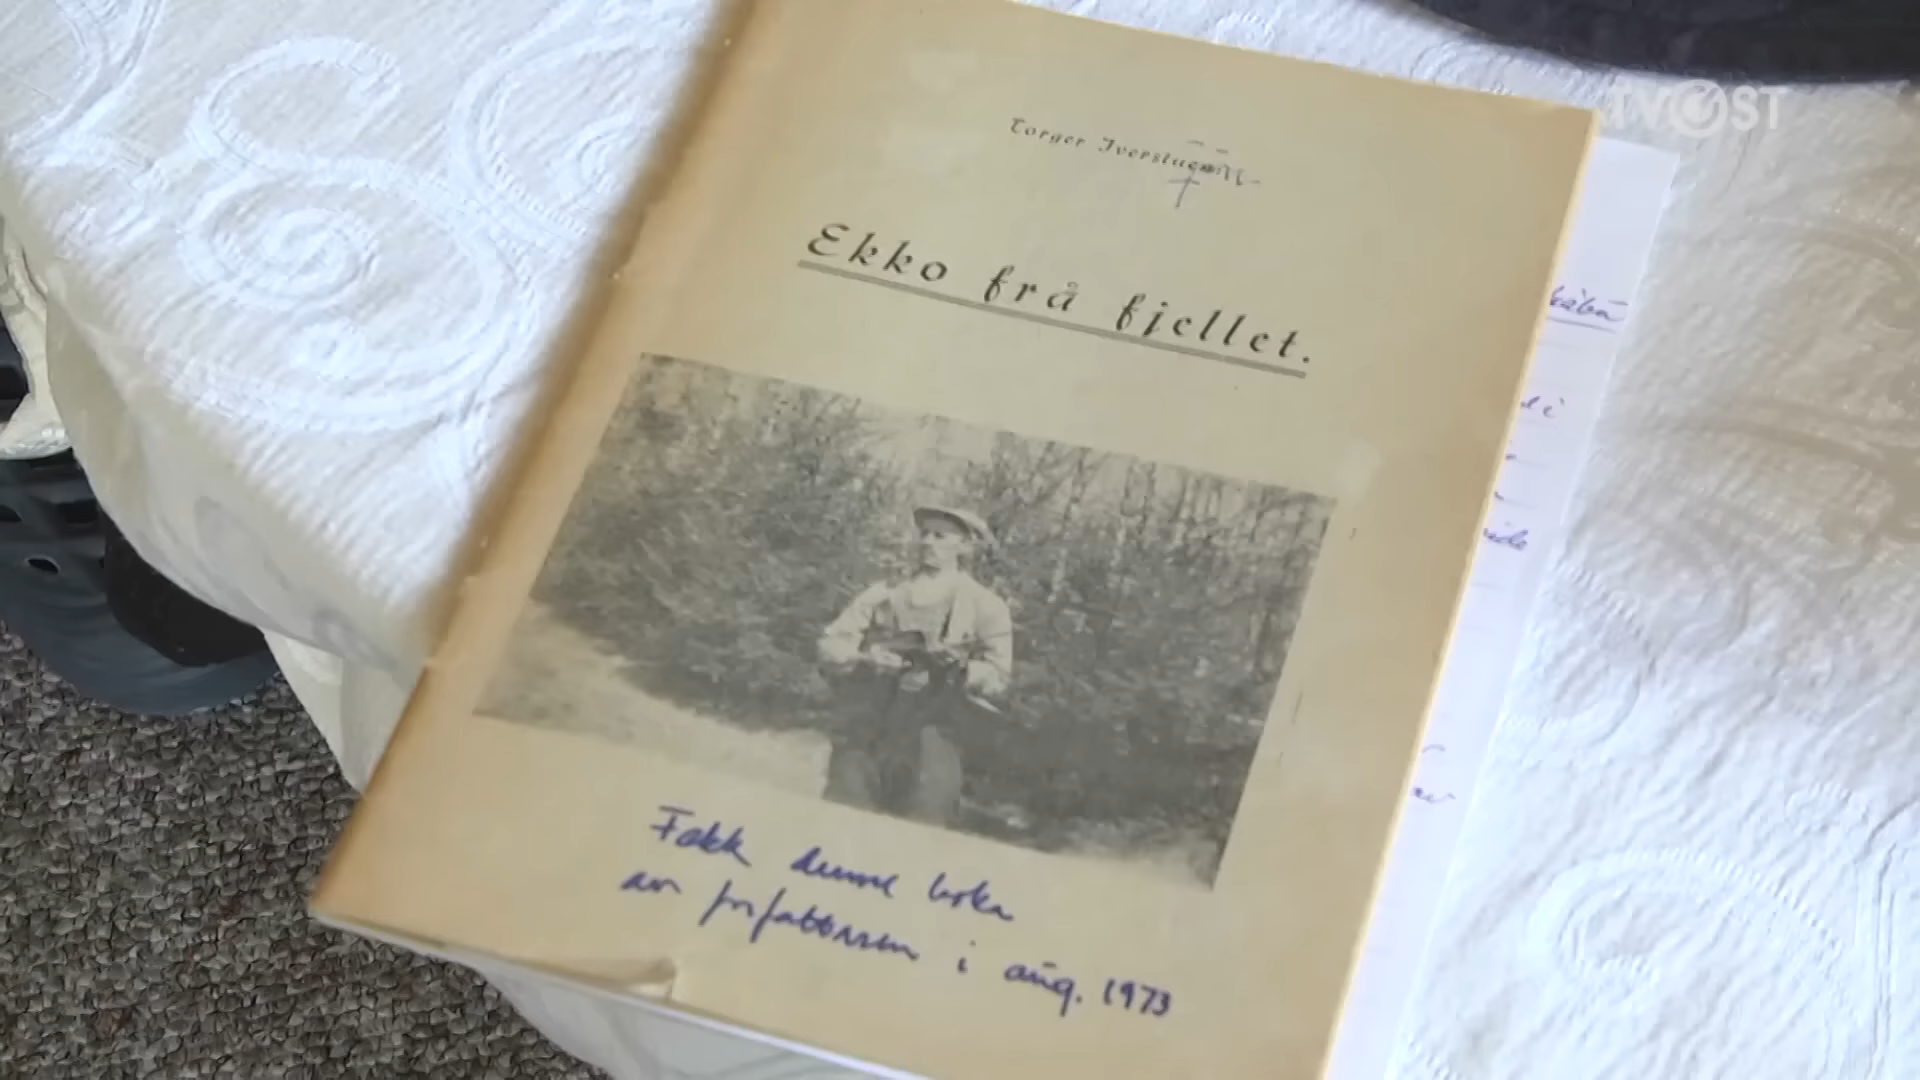 TVØST
Torger Iverstuen
Ekko frå fjellet.
Fekk denne boka
av forfattaren i aug. 1973